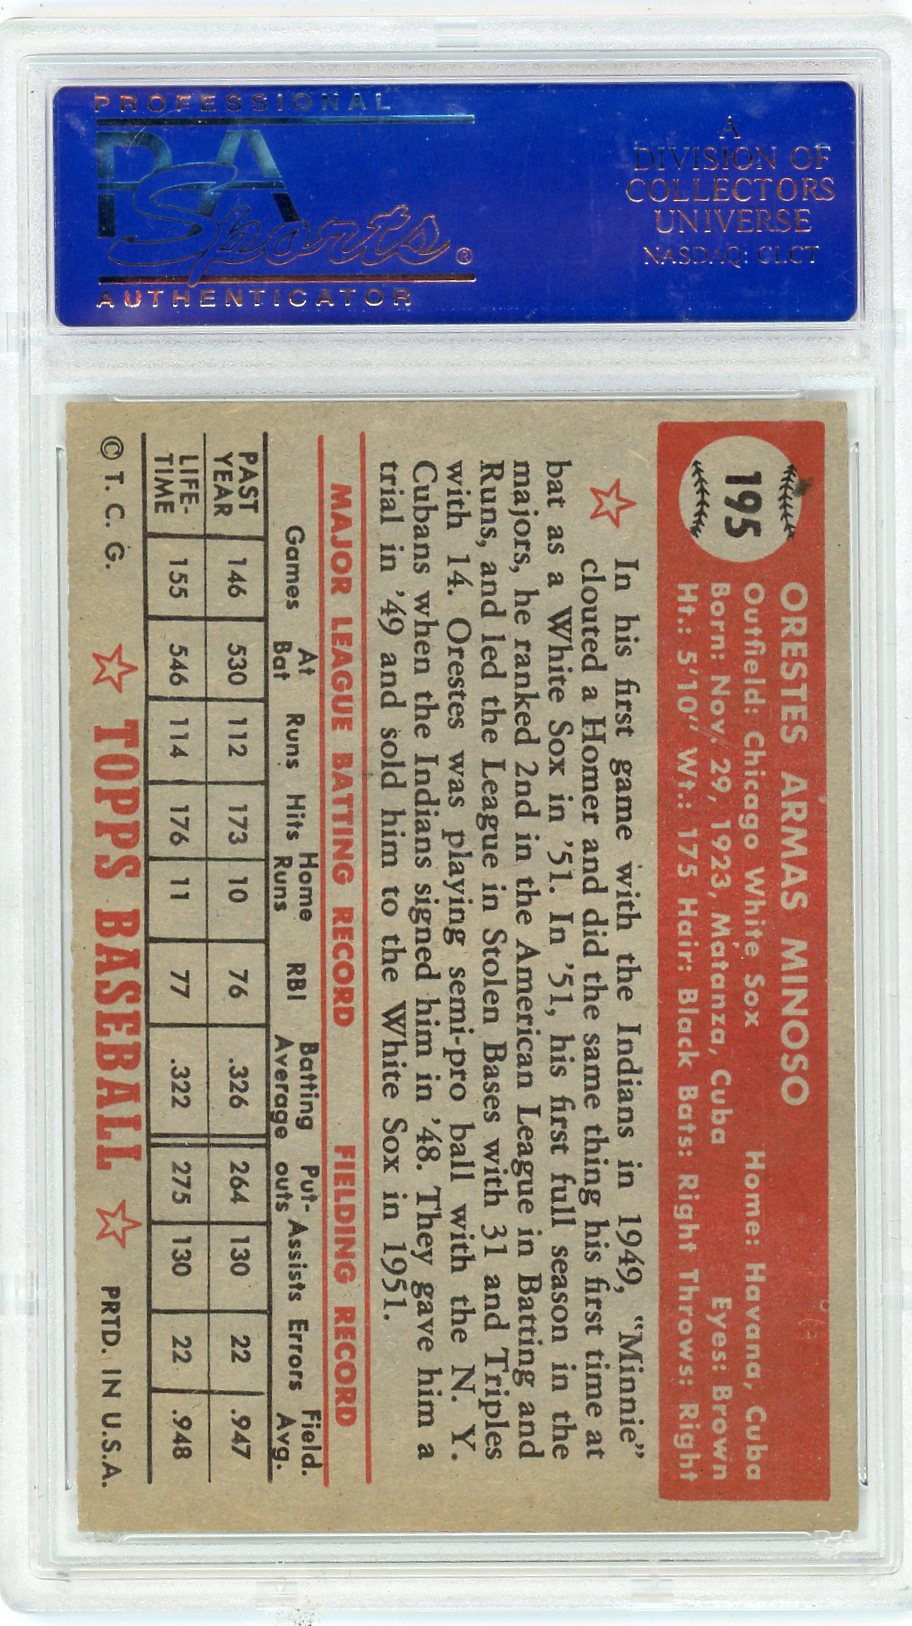 PROFESSIONAL
PSA
Sports®
AUTHENTICATOR
A
DIVISION OF
COLLECTORS
UNIVERSE
NASDAQ: CLCT
195
ORESTES ARMAS MINOSO
Outfield: Chicago White Sox Home: Havana, Cuba
Born: Nov. 29, 1923, Matanza, Cuba Eyes: Brown
Ht.: 5'10" Wt.: 175 Hair: Black Bats: Right Throws: Right
In his first game with the Indians in 1949, "Minnie"
clouted a Homer and did the same thing his first time at
bat as a White Sox in '51. In '51, his first full season in the
majors, he ranked 2nd in the American League in Batting and
Runs, and led the League in Stolen Bases with 31 and Triples
with 14. Orestes was playing semi-pro ball with the N. Y.
Cubans when the Indians signed him in '48. They gave him a
trial in '49 and sold him to the White Sox in 1951.
MAJOR LEAGUE BATTING RECORD FIELDING RECORD
Games At Bat Runs Hits Home Runs RBI Batting Average Put-outs Assists Errors Field. Avg.
PAST YEAR 146 530 112 173 10 76 .326 264 130 22 .947
LIFE-TIME 155 546 114 176 11 77 .322 275 130 22 .948
© T. C. G. TOPPS BASEBALL PRTD. IN U.S.A.